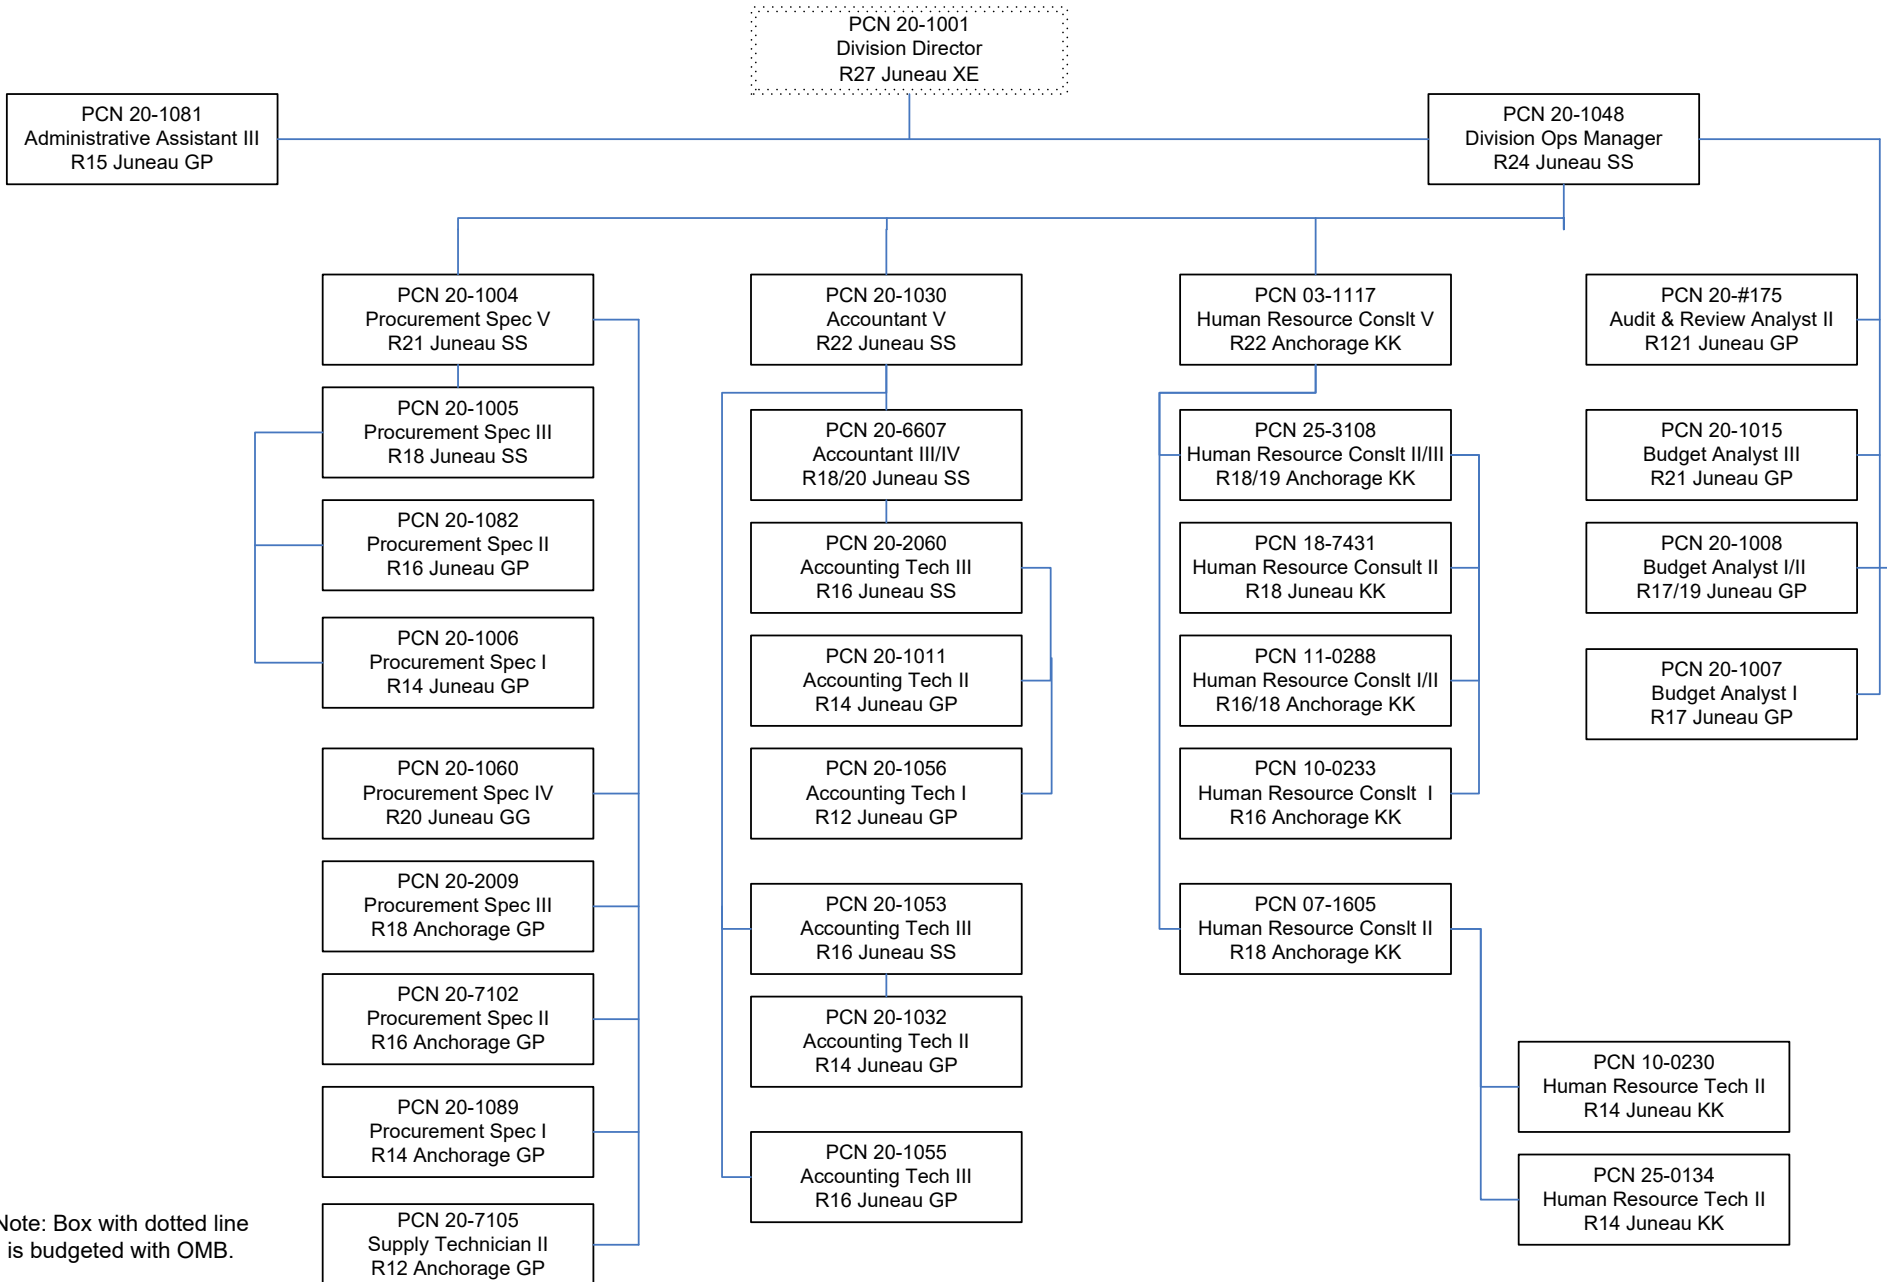 PCN 20-1001
Division Director
R27 Juneau XE
PCN 20-1081
Administrative Assistant III
R15 Juneau GP
PCN 20-1048
Division Ops Manager
R24 Juneau SS
PCN 20-1004
Procurement Spec V
R21 Juneau SS
PCN 20-1005
Procurement Spec III
R18 Juneau SS
PCN 20-1082
Procurement Spec II
R16 Juneau GP
PCN 20-1006
Procurement Spec I
R14 Juneau GP
PCN 20-1060
Procurement Spec IV
R20 Juneau GG
PCN 20-2009
Procurement Spec III
R18 Anchorage GP
PCN 20-7102
Procurement Spec II
R16 Anchorage GP
PCN 20-1089
Procurement Spec I
R14 Anchorage GP
PCN 20-7105
Supply Technician II
R12 Anchorage GP
PCN 20-1030
Accountant V
R22 Juneau SS
PCN 20-6607
Accountant III/IV
R18/20 Juneau SS
PCN 20-2060
Accounting Tech III
R16 Juneau SS
PCN 20-1011
Accounting Tech II
R14 Juneau GP
PCN 20-1056
Accounting Tech I
R12 Juneau GP
PCN 20-1053
Accounting Tech III
R16 Juneau SS
PCN 20-1032
Accounting Tech II
R14 Juneau GP
PCN 20-1055
Accounting Tech III
R16 Juneau GP
PCN 03-1117
Human Resource Conslt V
R22 Anchorage KK
PCN 25-3108
Human Resource Conslt II/III
R18/19 Anchorage KK
PCN 18-7431
Human Resource Consult II
R18 Juneau KK
PCN 11-0288
Human Resource Conslt I/II
R16/18 Anchorage KK
PCN 10-0233
Human Resource Conslt I
R16 Anchorage KK
PCN 07-1605
Human Resource Conslt II
R18 Anchorage KK
PCN 10-0230
Human Resource Tech II
R14 Juneau KK
PCN 25-0134
Human Resource Tech II
R14 Juneau KK
PCN 20-#175
Audit & Review Analyst II
R121 Juneau GP
PCN 20-1015
Budget Analyst III
R21 Juneau GP
PCN 20-1008
Budget Analyst I/II
R17/19 Juneau GP
PCN 20-1007
Budget Analyst I
R17 Juneau GP
Note: Box with dotted line
is budgeted with OMB.